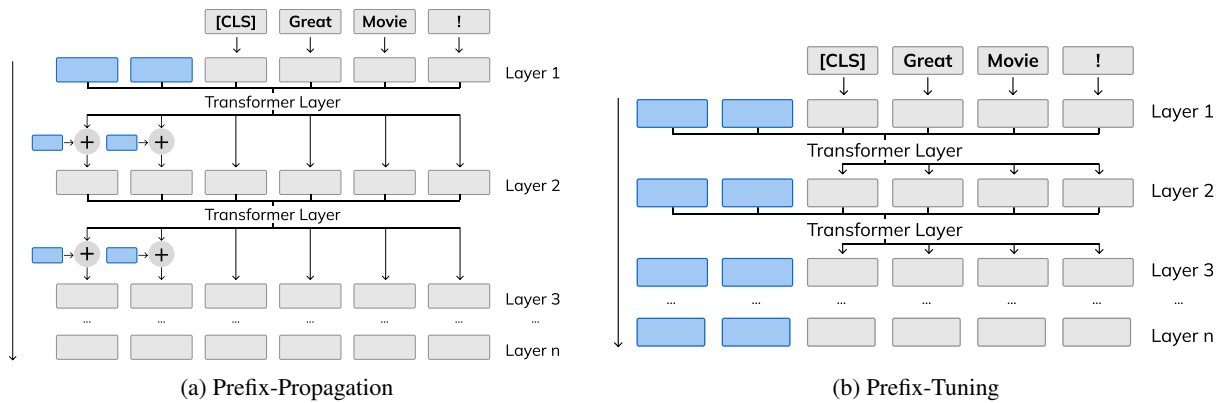 [CLS] Great Movie !
Layer 1
Transformer Layer
+ +
Layer 2
Transformer Layer
+ +
Layer 3
... ... ... ... ... ... ...
Layer n
(a) Prefix-Propagation
[CLS] Great Movie !
Layer 1
Transformer Layer
Layer 2
Transformer Layer
Layer 3
... ... ... ... ... ... ...
Layer n
(b) Prefix-Tuning